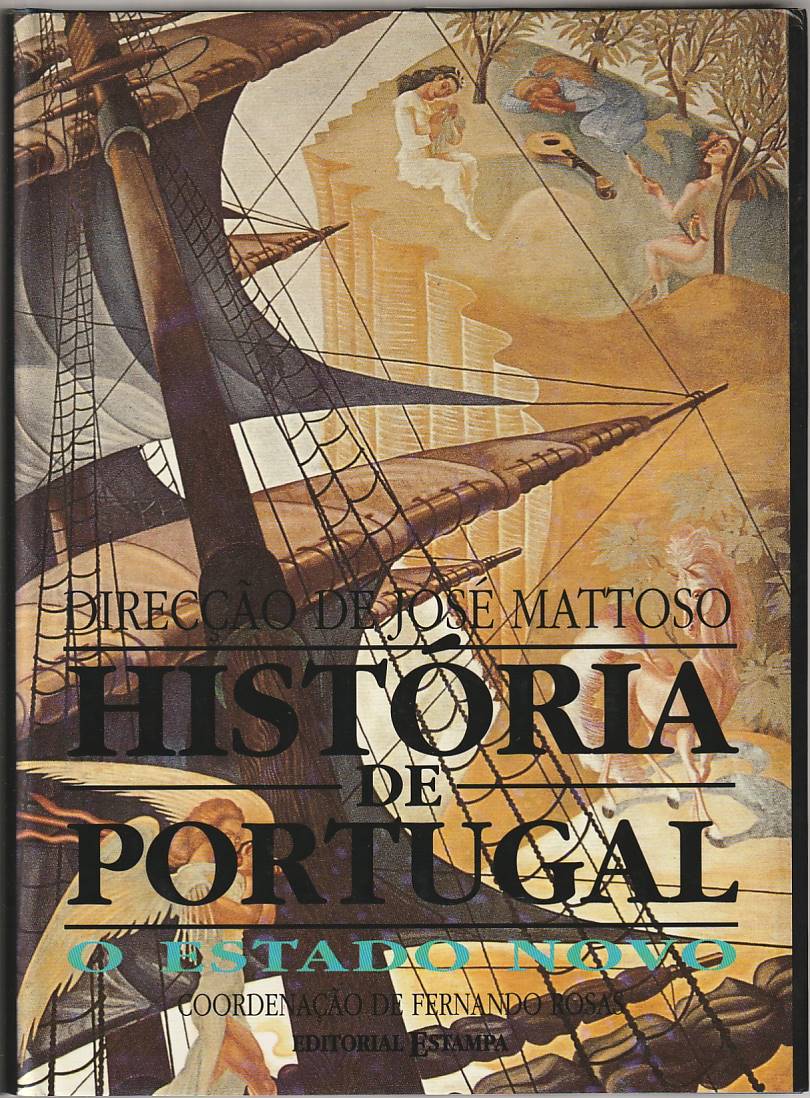 DIRECÇÃO DE JOSÉ MATTOSO
HISTÓRIA
DE
PORTUGAL
O ESTADO NOVO
COORDENAÇÃO DE FERNANDO ROSAS
EDITORIAL ESTAMPA